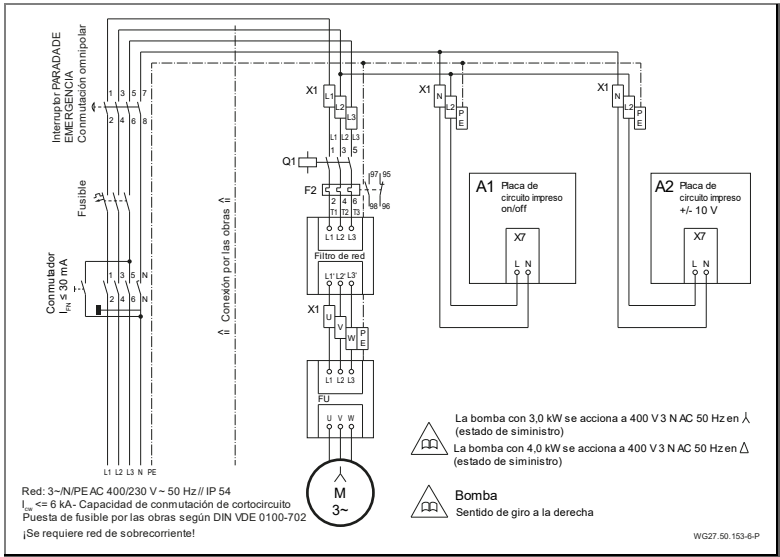 Interruptor PARADA DE
EMERGENCIA
Conmutación omnipolar
1 3 5 7
2 4 6 8
Fusible
Conmutador
I_FN ≤ 30 mA
1 3 5 N
2 4 6 N
L1 L2 L3 N PE
= Conexión por las obras =
X1
L1
L2
L3
L1 L2 L3
1 3 5
Q1
F2
97 95
98 96
2 4 6
T1 T2 T3
L1 L2 L3
Filtro de red
L1' L2' L3'
X1
U
V
W
PE
L1 L2 L3
FU
U V W
M
3~
X1
N
L2
PE
A1 Placa de
circuito impreso
on/off
X7
L N
X1
N
L2
PE
A2 Placa de
circuito impreso
+/- 10 V
X7
L N
La bomba con 3,0 kW se acciona a 400 V 3 N AC 50 Hz en ⅄
(estado de siministro)
La bomba con 4,0 kW se acciona a 400 V 3 N AC 50 Hz en Δ
(estado de siministro)
Bomba
Sentido de giro a la derecha
Red: 3~/N/PE AC 400/230 V ~ 50 Hz // IP 54
I_cw <= 6 kA- Capacidad de conmutación de cortocircuito
Puesta de fusible por las obras según DIN VDE 0100-702
¡Se requiere red de sobrecorriente!
WG27.50.153-6-P